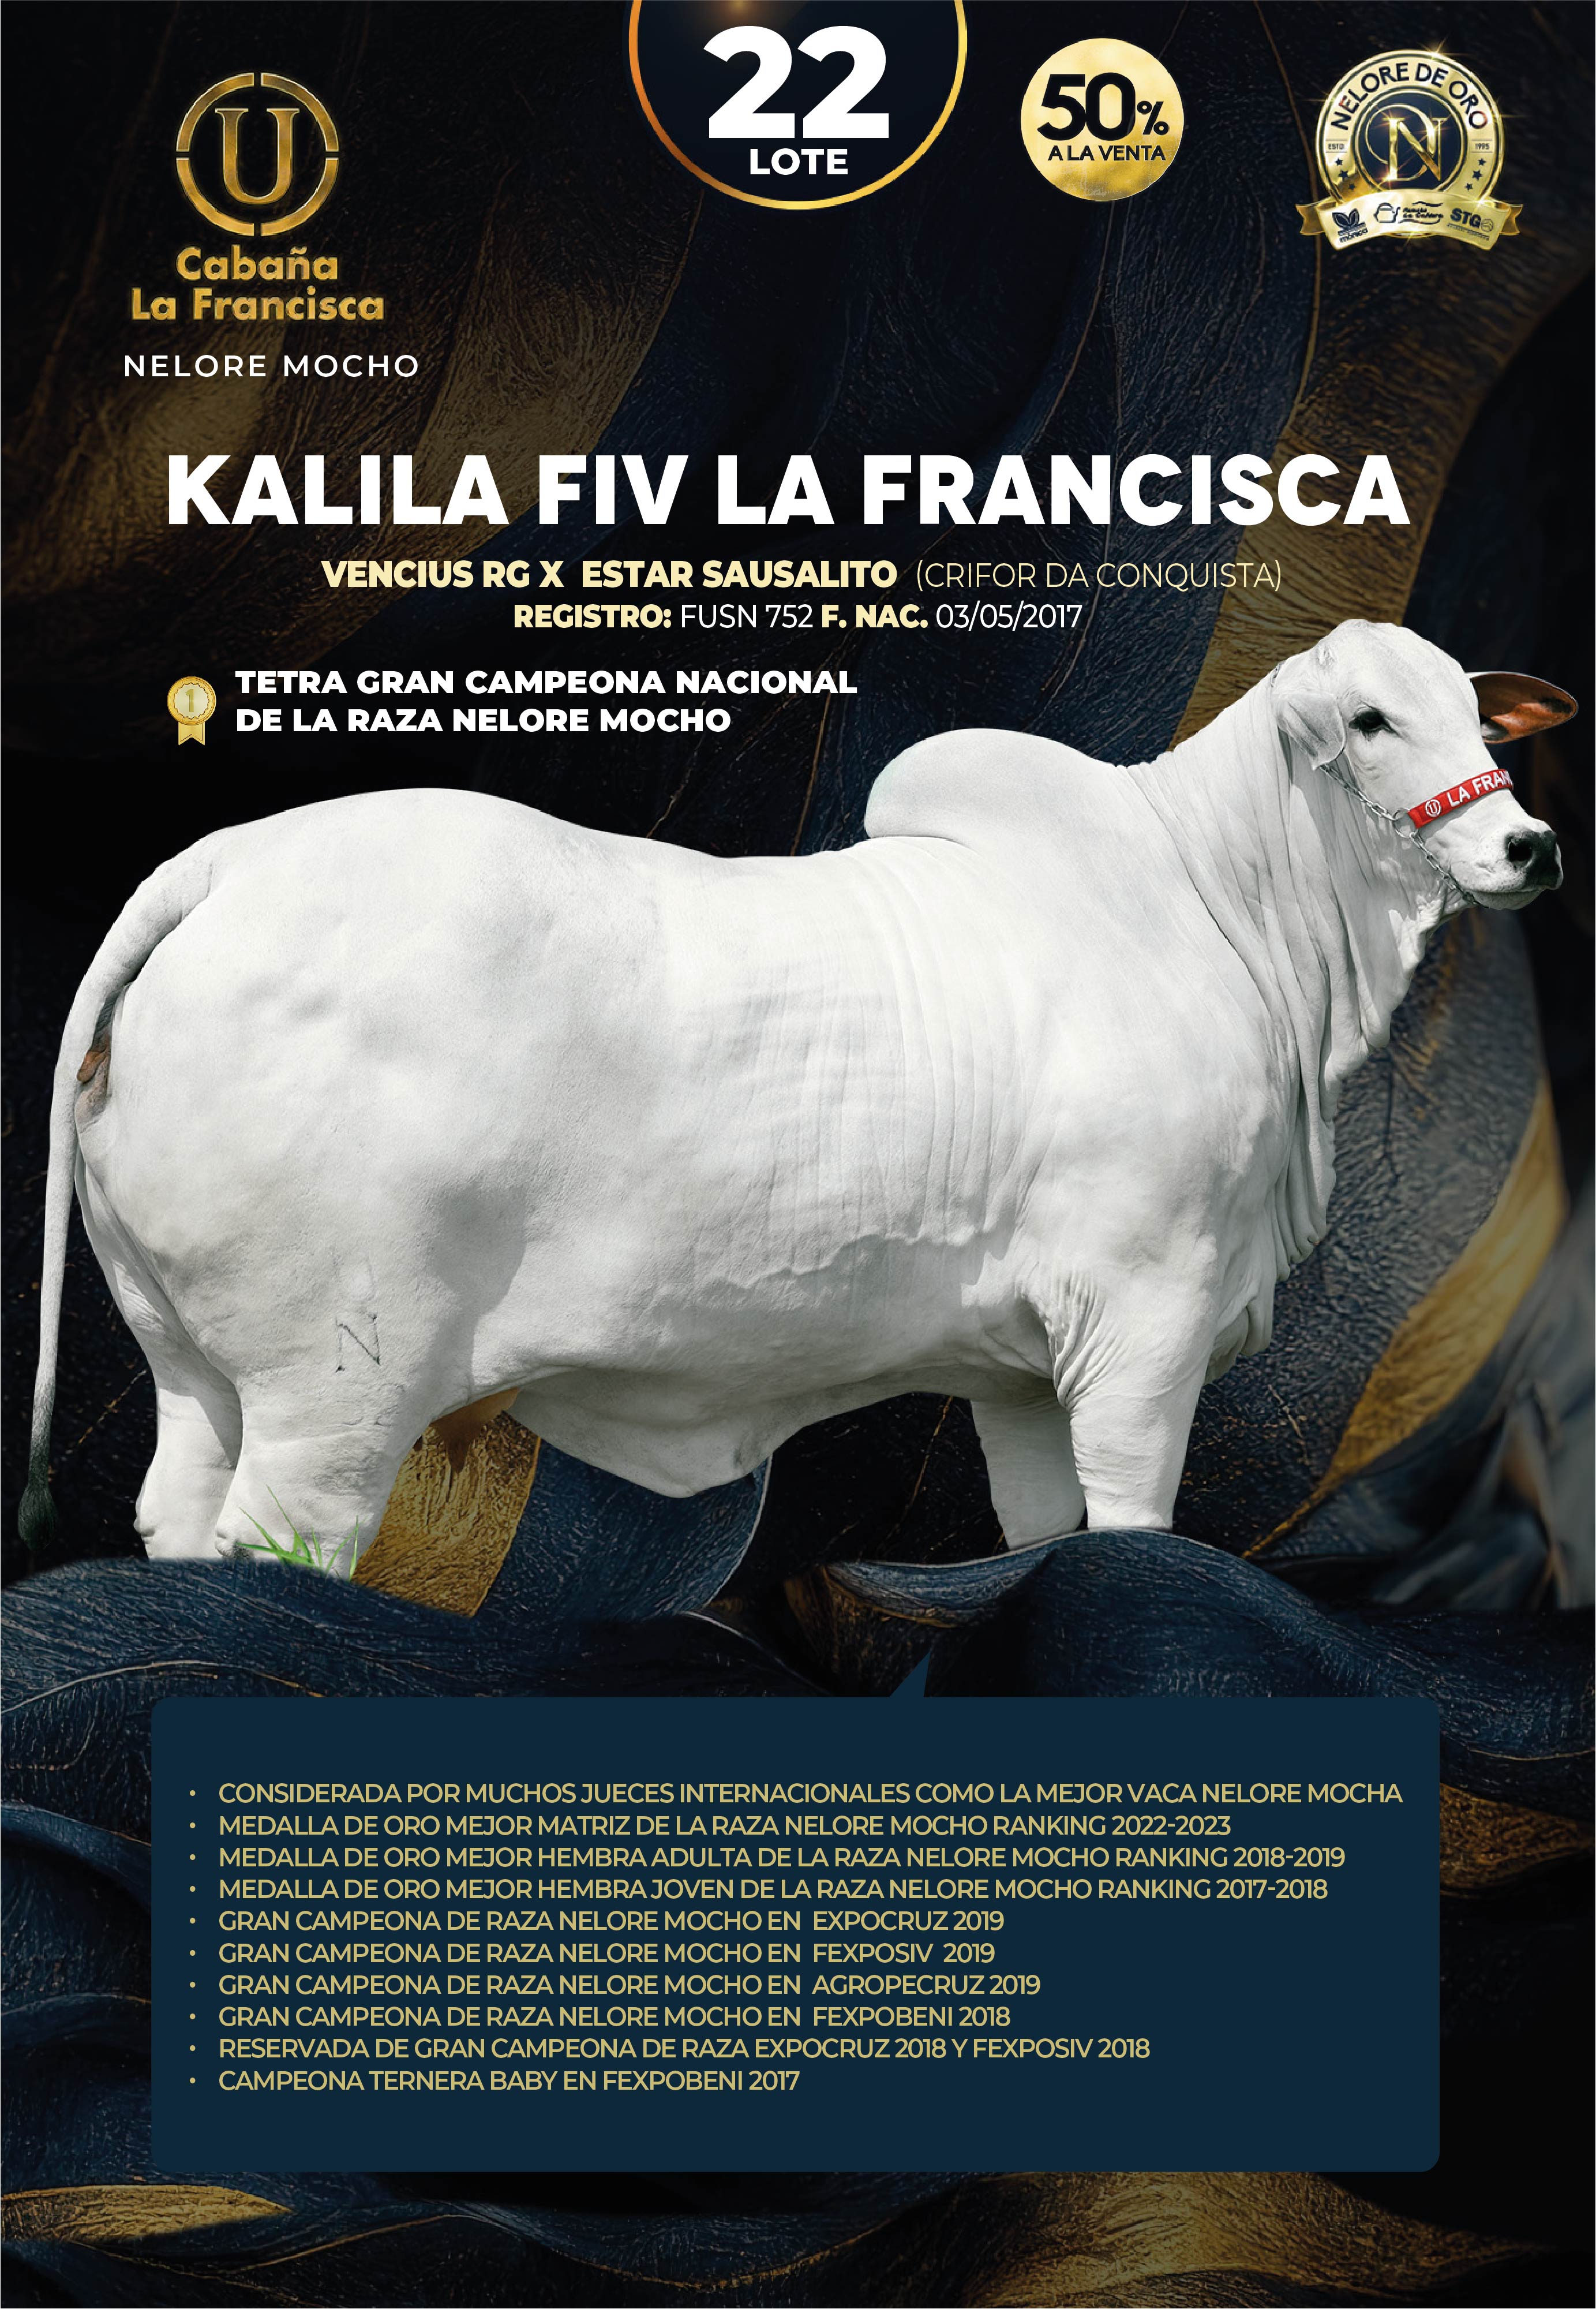 22
LOTE
50%
A LA VENTA
NELORE DE ORO
ESTD 1995
N
STG
U
Cabaña
La Francisca
NELORE MOCHO
KALILA FIV LA FRANCISCA
VENCIUS RG X ESTAR SAUSALITO (CRIFOR DA CONQUISTA)
REGISTRO: FUSN 752 F. NAC. 03/05/2017
1
TETRA GRAN CAMPEONA NACIONAL
DE LA RAZA NELORE MOCHO
U LA FRAN
N
• CONSIDERADA POR MUCHOS JUECES INTERNACIONALES COMO LA MEJOR VACA NELORE MOCHA
• MEDALLA DE ORO MEJOR MATRIZ DE LA RAZA NELORE MOCHO RANKING 2022-2023
• MEDALLA DE ORO MEJOR HEMBRA ADULTA DE LA RAZA NELORE MOCHO RANKING 2018-2019
• MEDALLA DE ORO MEJOR HEMBRA JOVEN DE LA RAZA NELORE MOCHO RANKING 2017-2018
• GRAN CAMPEONA DE RAZA NELORE MOCHO EN EXPOCRUZ 2019
• GRAN CAMPEONA DE RAZA NELORE MOCHO EN FEXPOSIV 2019
• GRAN CAMPEONA DE RAZA NELORE MOCHO EN AGROPECRUZ 2019
• GRAN CAMPEONA DE RAZA NELORE MOCHO EN FEXPOBENI 2018
• RESERVADA DE GRAN CAMPEONA DE RAZA EXPOCRUZ 2018 Y FEXPOSIV 2018
• CAMPEONA TERNERA BABY EN FEXPOBENI 2017